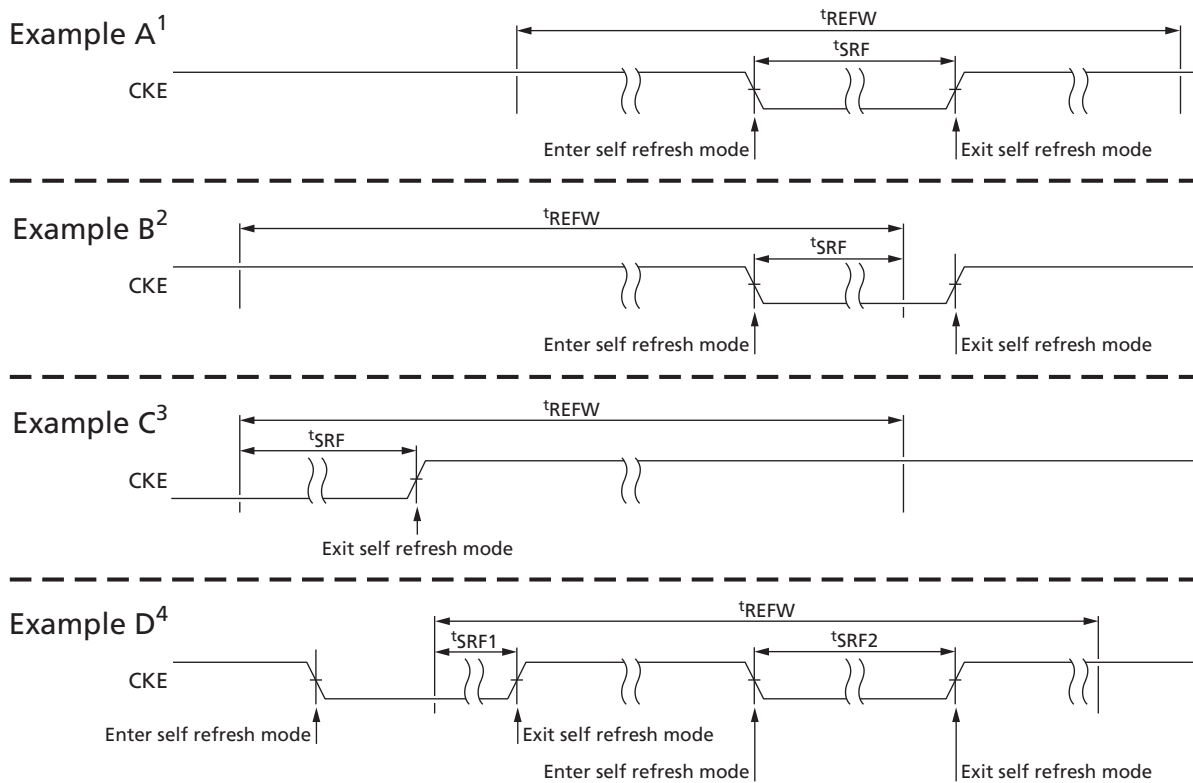 Example A¹
ᵗREFW
ᵗSRF
CKE
Enter self refresh mode
Exit self refresh mode
Example B²
ᵗREFW
ᵗSRF
CKE
Enter self refresh mode
Exit self refresh mode
Example C³
ᵗREFW
ᵗSRF
CKE
Exit self refresh mode
Example D⁴
ᵗREFW
ᵗSRF1
ᵗSRF2
CKE
Enter self refresh mode
Exit self refresh mode
Enter self refresh mode
Exit self refresh mode